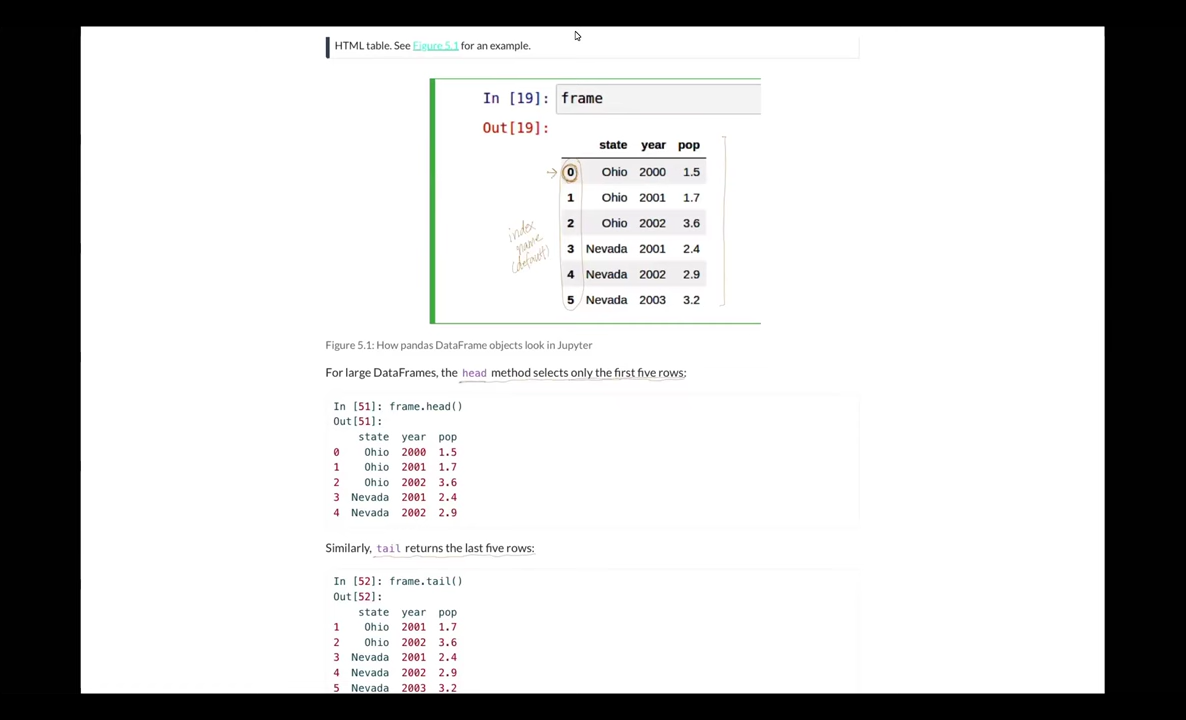 HTML table. See Figure 5.1 for an example.
In [19]: frame
Out[19]:
state year pop
→ 0 Ohio 2000 1.5
1 Ohio 2001 1.7
2 Ohio 2002 3.6
3 Nevada 2001 2.4
4 Nevada 2002 2.9
5 Nevada 2003 3.2
index
name
(default)
Figure 5.1: How pandas DataFrame objects look in Jupyter
For large DataFrames, the head method selects only the first five rows:
In [51]: frame.head()
Out[51]:
state year pop
0 Ohio 2000 1.5
1 Ohio 2001 1.7
2 Ohio 2002 3.6
3 Nevada 2001 2.4
4 Nevada 2002 2.9
Similarly, tail returns the last five rows:
In [52]: frame.tail()
Out[52]:
state year pop
1 Ohio 2001 1.7
2 Ohio 2002 3.6
3 Nevada 2001 2.4
4 Nevada 2002 2.9
5 Nevada 2003 3.2